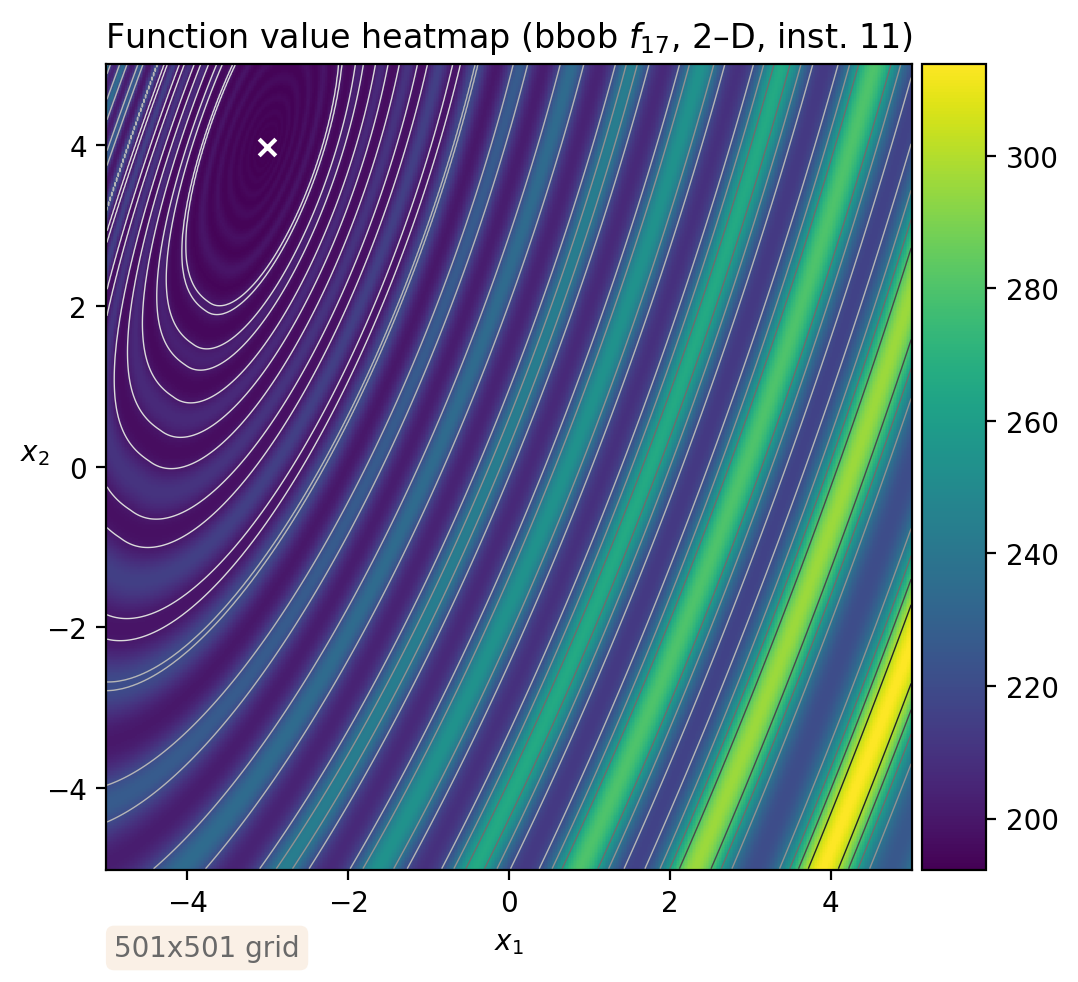 Function value heatmap (bbob f₁₇, 2–D, inst. 11)
4
2
0
−2
−4
x₂
−4 −2 0 2 4
x₁
300
280
260
240
220
200
501x501 grid